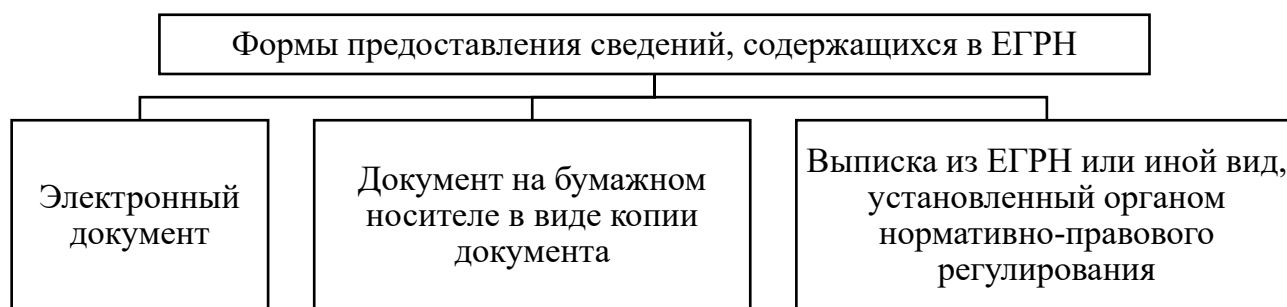 Формы предоставления сведений, содержащихся в ЕГРН
Электронный
документ
Документ на бумажном
носителе в виде копии
документа
Выписка из ЕГРН или иной вид,
установленный органом
нормативно-правового
регулирования